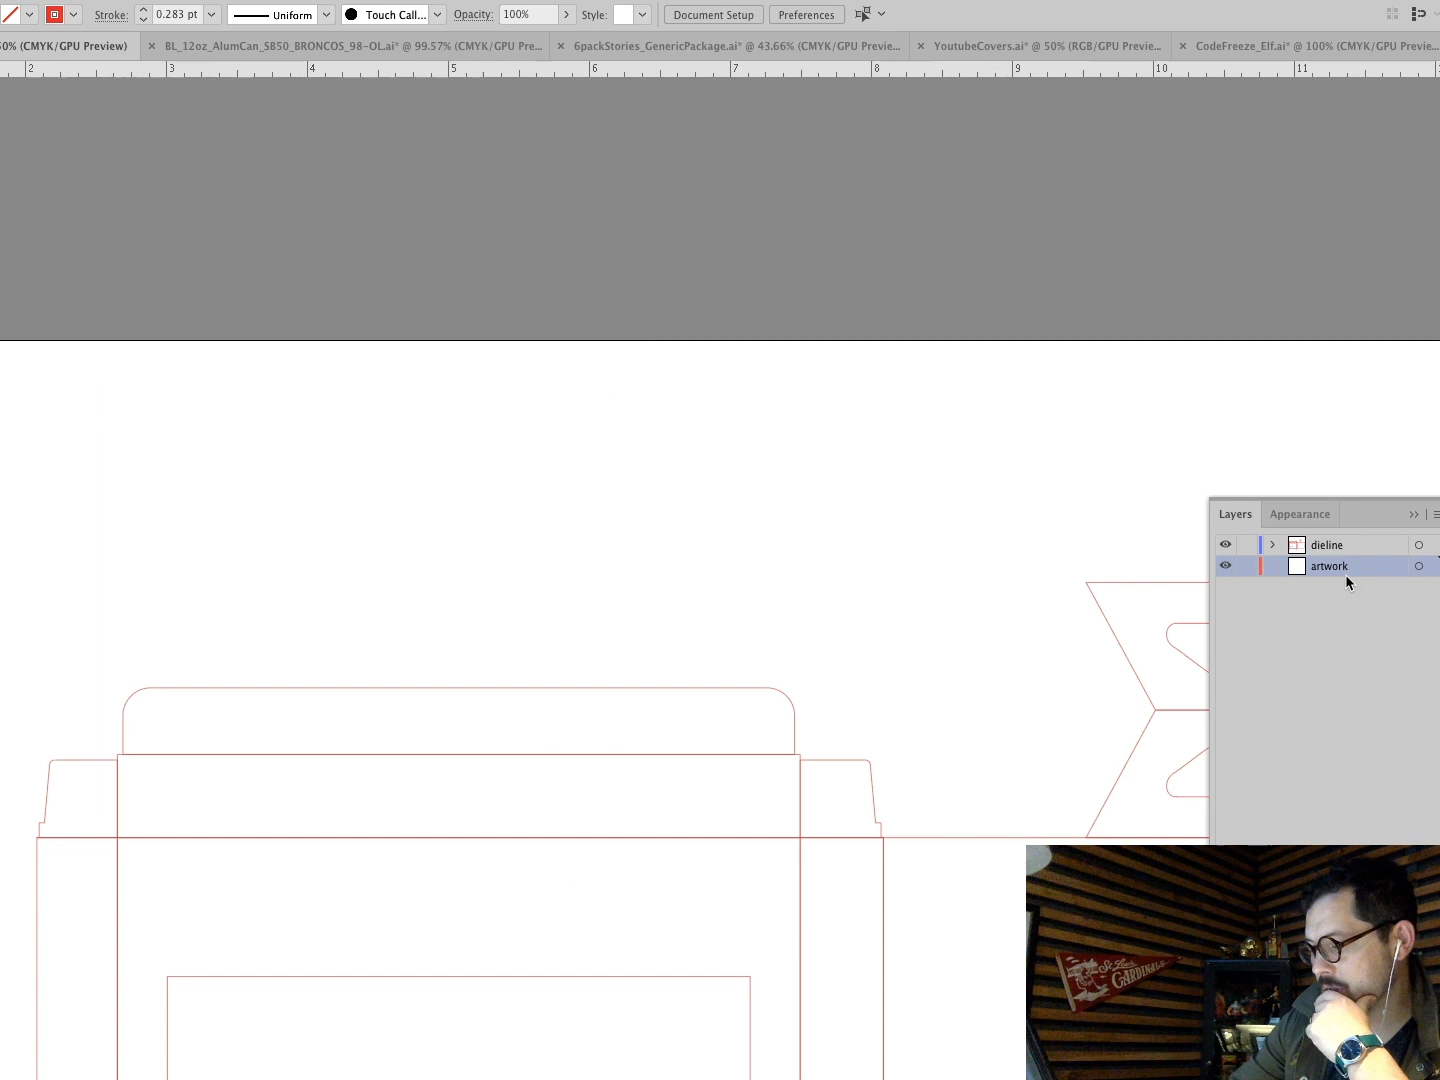 Stroke: 0.283 pt Uniform Touch Call... Opacity: 100% Style: Document Setup Preferences
0% (CMYK/GPU Preview) × BL_12oz_AlumCan_SB50_BRONCOS_98-OL.ai* @ 99.57% (CMYK/GPU Pre... × 6packStories_GenericPackage.ai* @ 43.66% (CMYK/GPU Previe... × YoutubeCovers.ai* @ 50% (RGB/GPU Previe... × CodeFreeze_Elf.ai* @ 100% (CMYK/GPU Previe...
2 3 4 5 6 7 8 9 10 11
Layers Appearance
dieline
artwork
St. Louis
CARDINALS